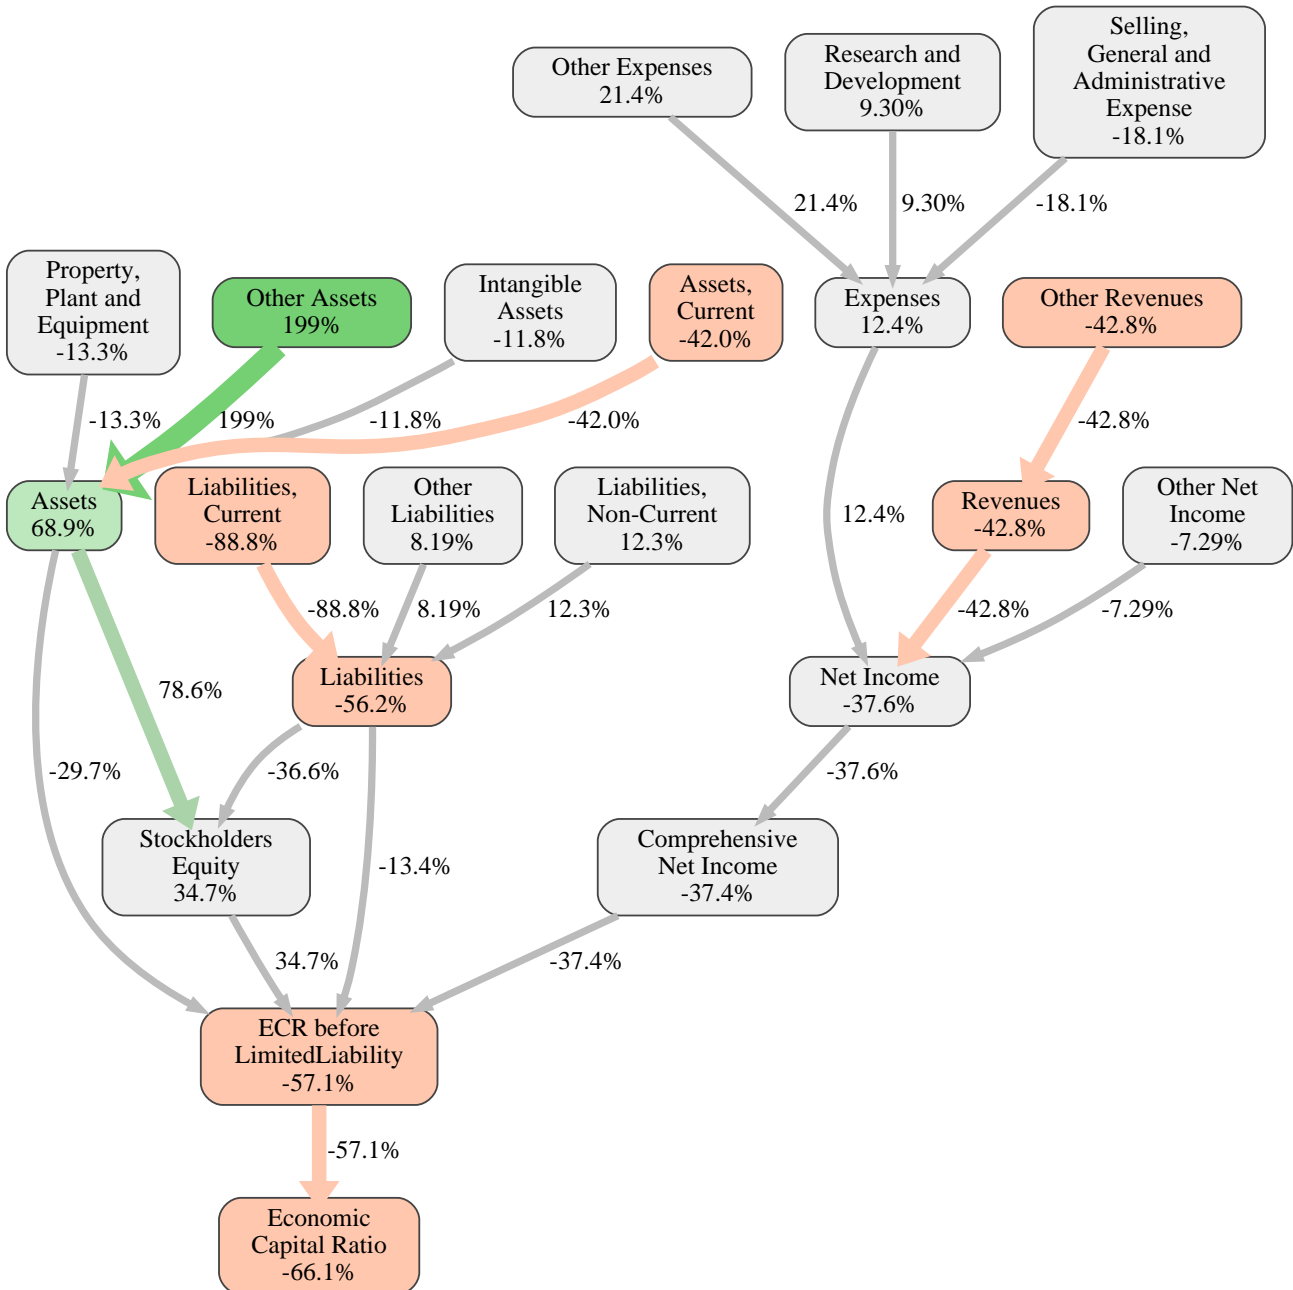 Other Expenses
21.4%
Research and
Development
9.30%
Selling,
General and
Administrative
Expense
-18.1%
21.4%
9.30%
-18.1%
Property,
Plant and
Equipment
-13.3%
Other Assets
199%
Intangible
Assets
-11.8%
Assets,
Current
-42.0%
Expenses
12.4%
Other Revenues
-42.8%
-13.3%
199%
-11.8%
-42.0%
-42.8%
Assets
68.9%
Liabilities,
Current
-88.8%
Other
Liabilities
8.19%
Liabilities,
Non-Current
12.3%
12.4%
Revenues
-42.8%
Other Net
Income
-7.29%
-88.8%
8.19%
12.3%
-42.8%
-7.29%
78.6%
Liabilities
-56.2%
Net Income
-37.6%
-29.7%
-36.6%
-37.6%
Stockholders
Equity
34.7%
-13.4%
Comprehensive
Net Income
-37.4%
34.7%
-37.4%
ECR before
LimitedLiability
-57.1%
-57.1%
Economic
Capital Ratio
-66.1%